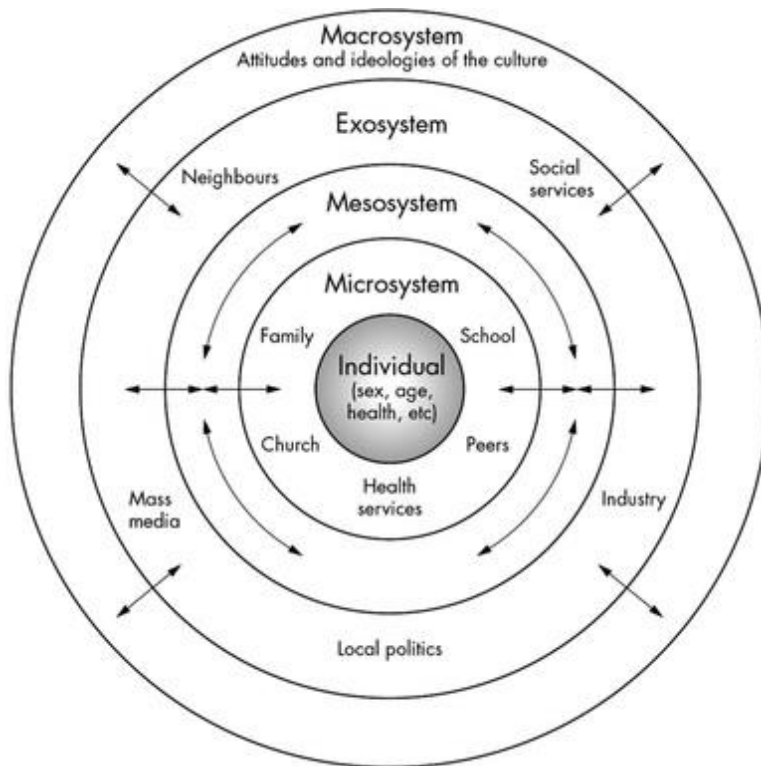 Macrosystem
Attitudes and ideologies of the culture
Exosystem
Neighbours
Social
services
Mesosystem
Microsystem
Family
School
Individual
(sex, age,
health, etc)
Church
Peers
Health
services
Mass
media
Industry
Local politics